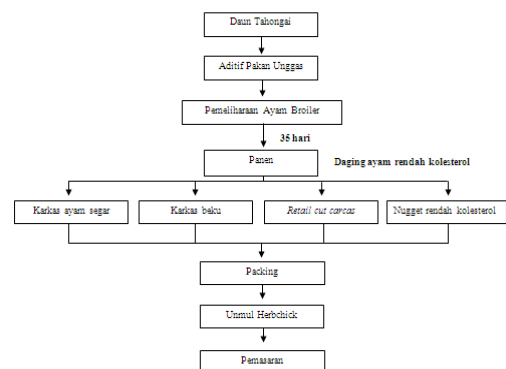 Daun Tahongai
Aditif Pakan Unggas
Pemeliharaan Ayam Broiler
35 hari
Panen
Daging ayam rendah kolesterol
Karkas ayam segar
Karkas beku
Retail cut carcas
Nugget rendah kolesterol
Packing
Unmul Herbchick
Pemasaran